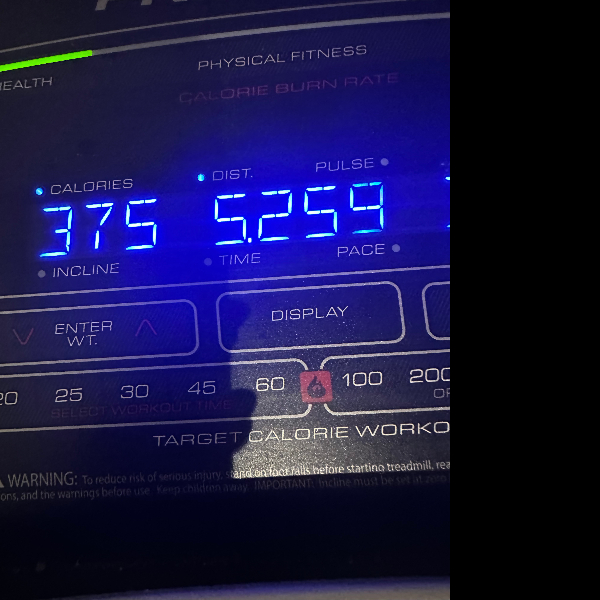 PHYSICAL FITNESS
HEALTH
CALORIE BURN RATE
CALORIES DIST. PULSE
375 5.259
INCLINE TIME PACE
ENTER WT. DISPLAY
20 25 30 45 60 100 200
SELECT WORKOUT TIME
TARGET CALORIE WORKO
WARNING: To reduce risk of serious injury, stand on foot rails before starting treadmill, rea
ons, and the warnings before use. Keep children away. IMPORTANT: Incline must be set at zero